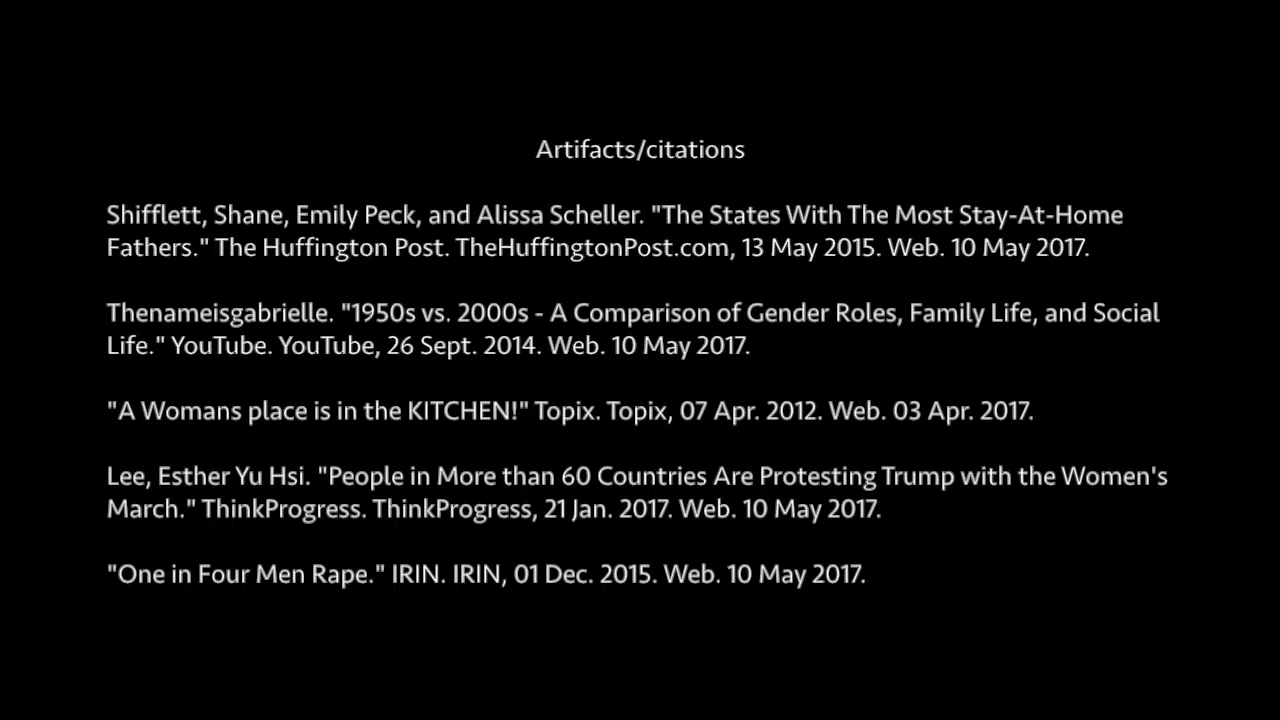 Artifacts/citations
Shifflett, Shane, Emily Peck, and Alissa Scheller. "The States With The Most Stay-At-Home
Fathers." The Huffington Post. TheHuffingtonPost.com, 13 May 2015. Web. 10 May 2017.
Thenameisgabrielle. "1950s vs. 2000s - A Comparison of Gender Roles, Family Life, and Social
Life." YouTube. YouTube, 26 Sept. 2014. Web. 10 May 2017.
"A Womans place is in the KITCHEN!" Topix. Topix, 07 Apr. 2012. Web. 03 Apr. 2017.
Lee, Esther Yu Hsi. "People in More than 60 Countries Are Protesting Trump with the Women's
March." ThinkProgress. ThinkProgress, 21 Jan. 2017. Web. 10 May 2017.
"One in Four Men Rape." IRIN. IRIN, 01 Dec. 2015. Web. 10 May 2017.